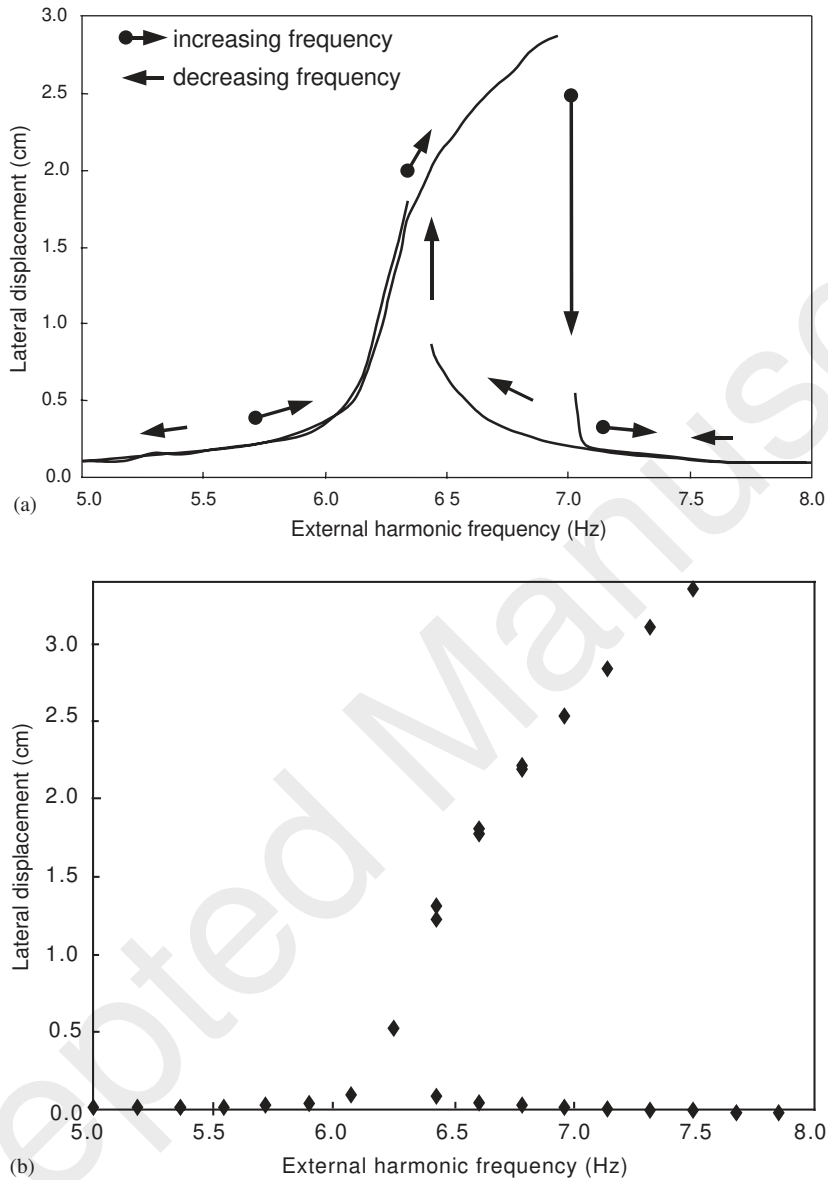 3.0
increasing frequency
decreasing frequency
2.5
2.0
1.5
1.0
0.5
0.0
Lateral displacement (cm)
5.0 5.5 6.0 6 5 7.0 7.5 8.0
(a)
External harmonic frequency (Hz)
3.0
2.5
2.0
1.5
1.0
0.5
0.0
Lateral displacement (cm)
5.0 5.5 6.0 6.5 7.0 7.5 8.0
(b)
External harmonic frequency (Hz)
epted Manusc